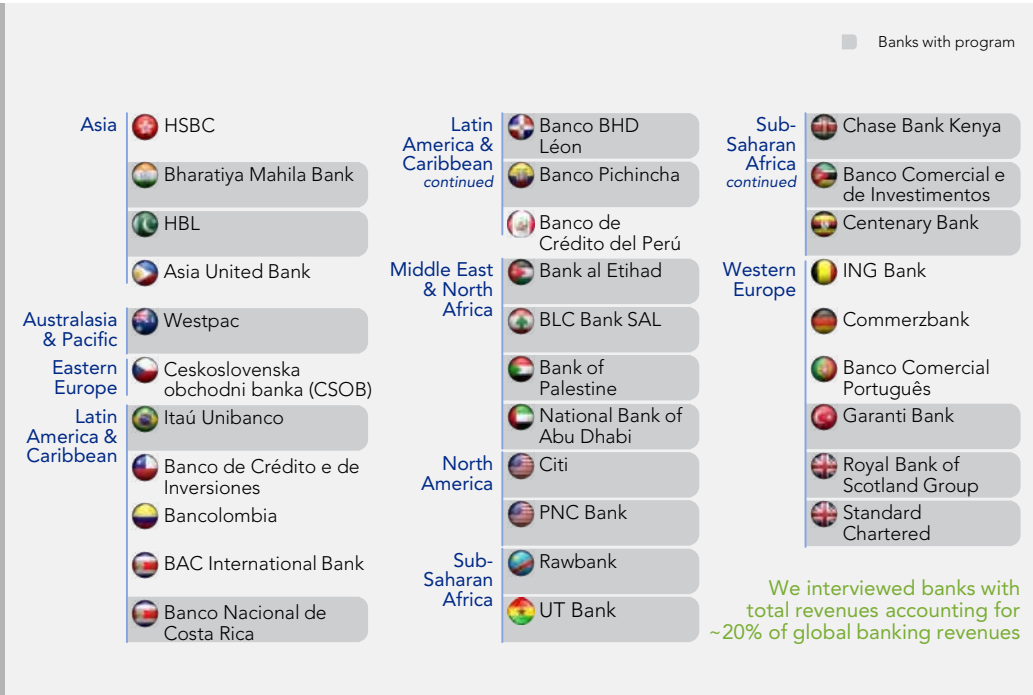 Banks with program
Asia
HSBC
Bharatiya Mahila Bank
HBL
Asia United Bank
Australasia
& Pacific
Westpac
Eastern
Europe
Ceskoslovenska
obchodni banka (CSOB)
Latin
America &
Caribbean
Itaú Unibanco
Banco de Crédito e de
Inversiones
Bancolombia
BAC International Bank
Banco Nacional de
Costa Rica
Latin
America &
Caribbean
continued
Banco BHD
Léon
Banco Pichincha
Banco de
Crédito del Perú
Middle East
& North
Africa
Bank al Etihad
BLC Bank SAL
Bank of
Palestine
National Bank of
Abu Dhabi
North
America
Citi
PNC Bank
Sub-
Saharan
Africa
Rawbank
UT Bank
Sub-
Saharan
Africa
continued
Chase Bank Kenya
Banco Comercial e
de Investimentos
Centenary Bank
Western
Europe
ING Bank
Commerzbank
Banco Comercial
Português
Garanti Bank
Royal Bank of
Scotland Group
Standard
Chartered
We interviewed banks with
total revenues accounting for
~20% of global banking revenues